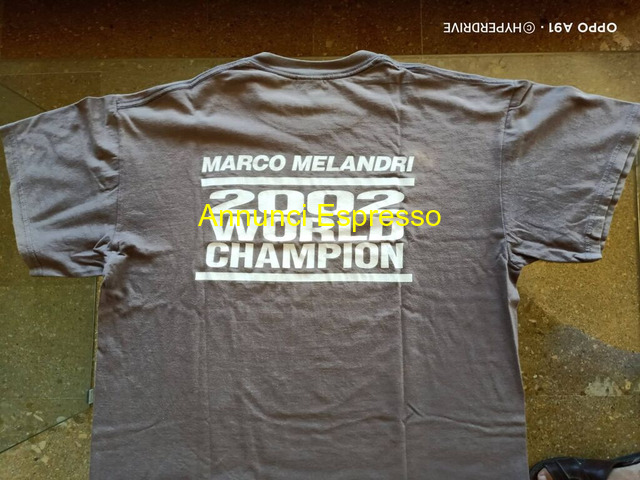 OPPO A91 · ©HYPERDRIVE
MARCO MELANDRI
2002
Annunci Espresso
WORLD
CHAMPION